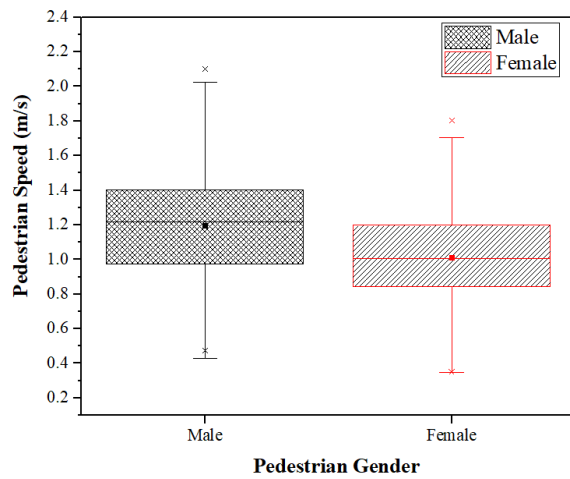 Pedestrian Speed (m/s)
2.4
2.2
2.0
1.8
1.6
1.4
1.2
1.0
0.8
0.6
0.4
0.2
Male
Female
Male
Female
Pedestrian Gender